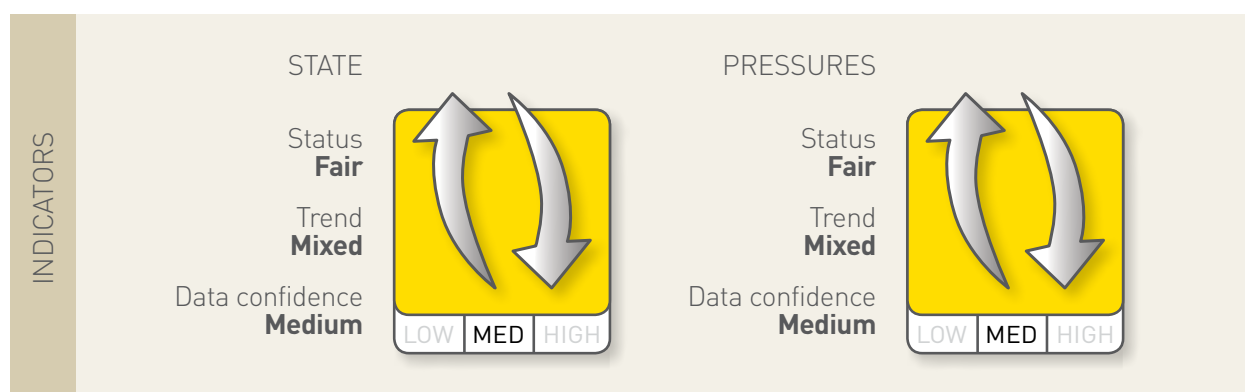 INDICATORS
STATE
Status
Fair
Trend
Mixed
Data confidence
Medium
LOW MED HIGH
PRESSURES
Status
Fair
Trend
Mixed
Data confidence
Medium
LOW MED HIGH